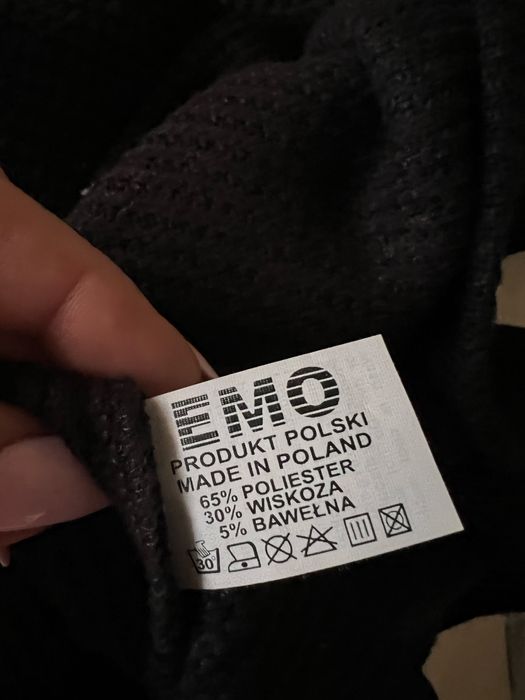 EMO
PRODUKT POLSKI
MADE IN POLAND
65% POLIESTER
30% WISKOZA
5% BAWEŁNA
30°